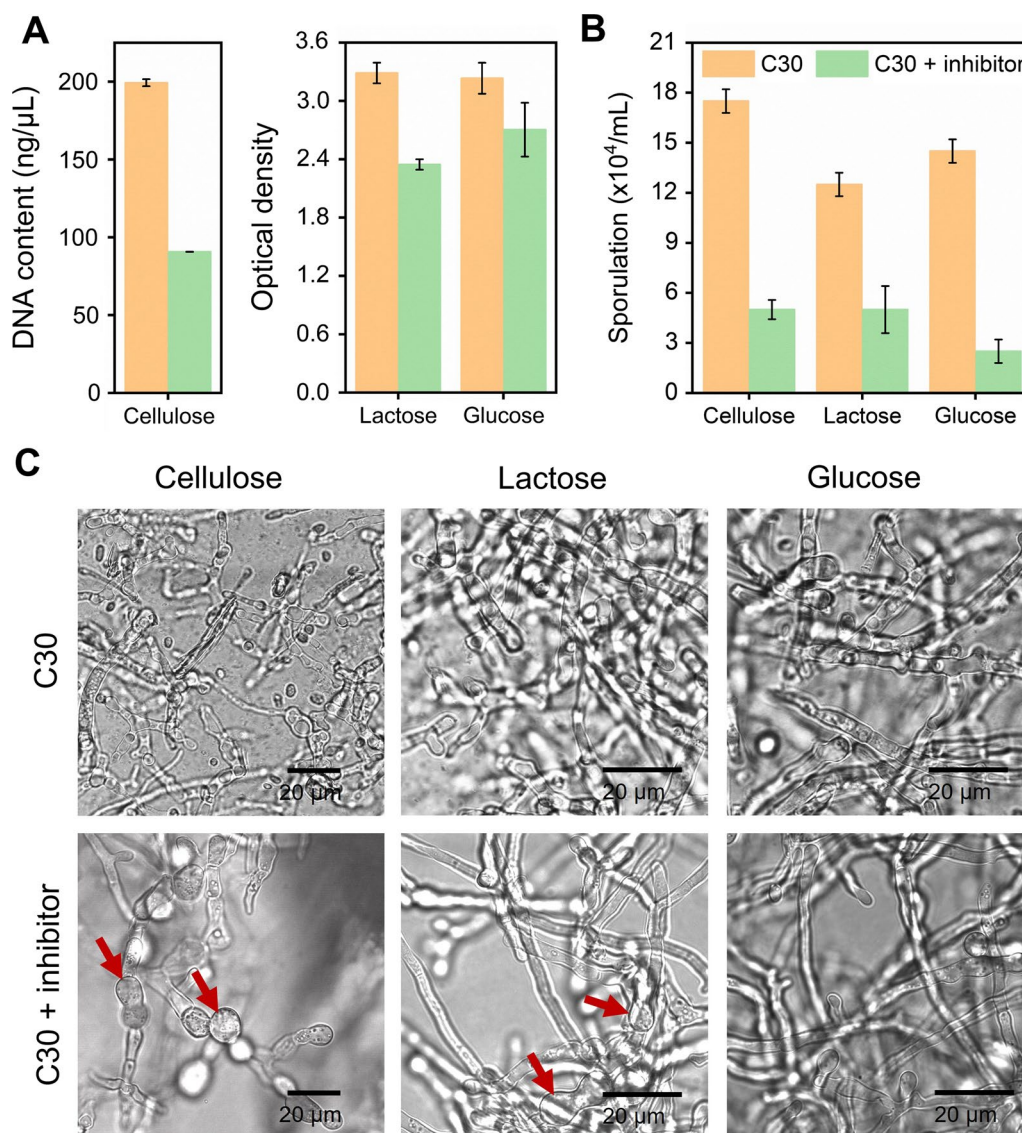 A
B
DNA content (ng/µL)
200
150
100
50
0
Cellulose
Optical density
3.6
3.0
2.4
1.8
1.2
0.6
0.0
Lactose
Glucose
Sporulation (x10⁴/mL)
21
18
15
12
9
6
3
0
C30
C30 + inhibitor
Cellulose
Lactose
Glucose
C
Cellulose
Lactose
Glucose
C30
20 µm
20 µm
20 µm
C30 + inhibitor
20 µm
20 µm
20 µm